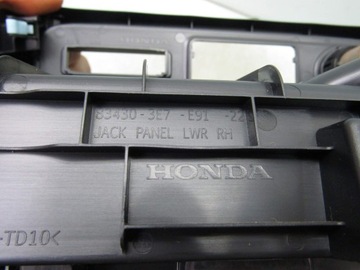 83430-3E7 -E91 -22
JACK PANEL LWR RH
HONDA
-TD10<